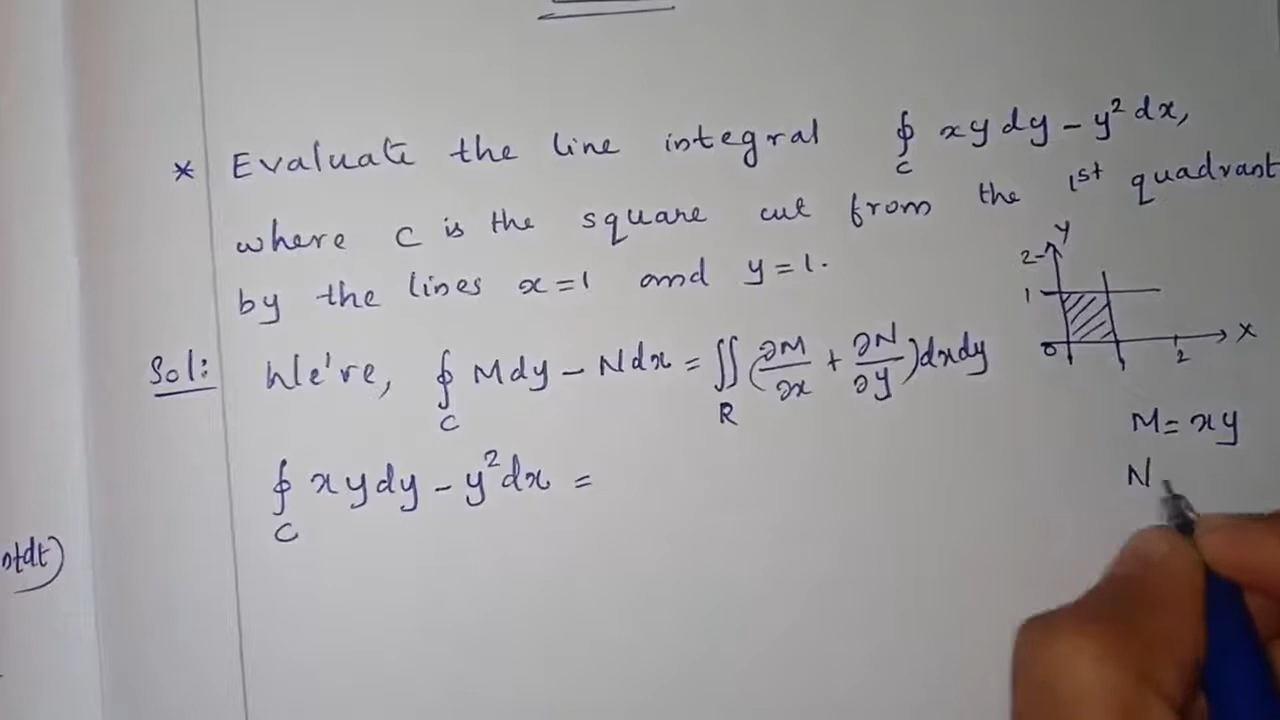 * Evaluate the line integral ∮_C xy dy - y² dx,
where C is the square cut from the 1st quadrant
by the lines x=1 and y=1.
Y
2
1
0
1
2
X
Sol: We're, ∮_C M dy - N dx = ∬_R (∂M/∂x + ∂N/∂y) dx dy
M = xy
∮_C xy dy - y² dx =
N
ntdt)